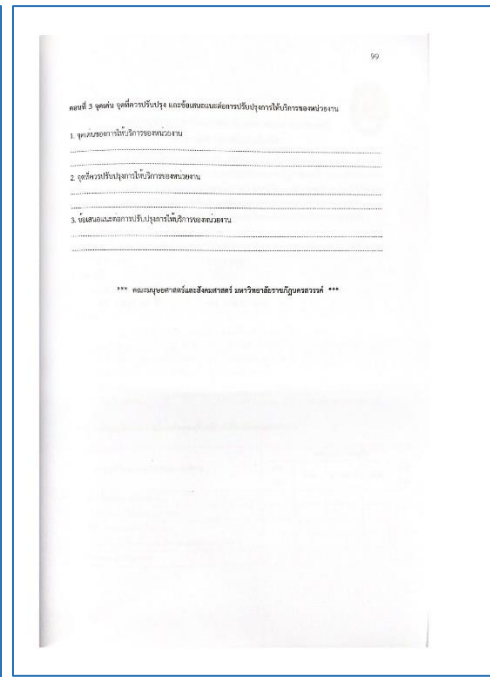 99
ตอนที่ 3 จุดเด่น จุดที่ควรปรับปรุง และข้อเสนอแนะต่อการปรับปรุงการให้บริการของหน่วยงาน
1. จุดเด่นของการให้บริการของหน่วยงาน
2. จุดที่ควรปรับปรุงการให้บริการของหน่วยงาน
3. ข้อเสนอแนะต่อการปรับปรุงการให้บริการของหน่วยงาน
*** คณะมนุษยศาสตร์และสังคมศาสตร์ มหาวิทยาลัยราชภัฏนครสวรรค์ ***